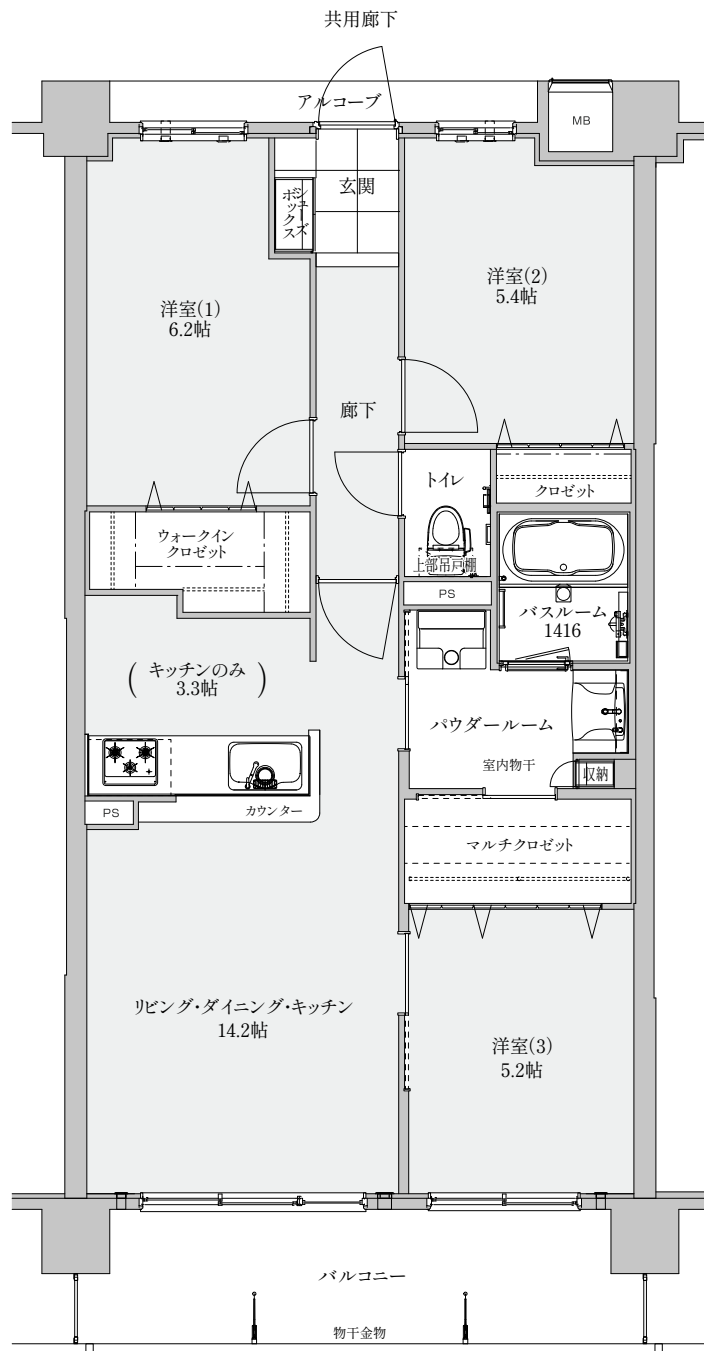 共用廊下
アルコーブ
MB
玄関
シューズ
ボックス
洋室(1)
6.2帖
洋室(2)
5.4帖
廊下
トイレ
上部吊戸棚
クロゼット
ウォークイン
クロゼット
PS
バスルーム
1416
(キッチンのみ)
3.3帖
パウダールーム
室内物干
収納
カウンター
PS
マルチクロゼット
リビング・ダイニング・キッチン
14.2帖
洋室(3)
5.2帖
バルコニー
物干金物